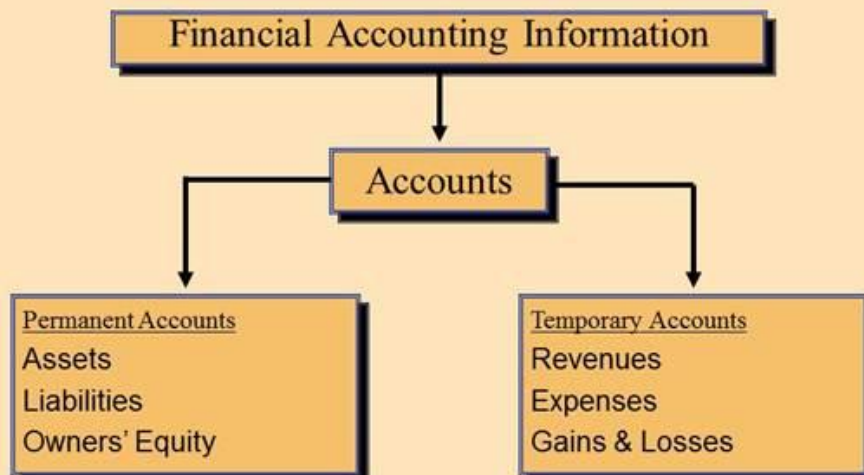 Financial Accounting Information
Accounts
Permanent Accounts
Assets
Liabilities
Owners’ Equity
Temporary Accounts
Revenues
Expenses
Gains & Losses